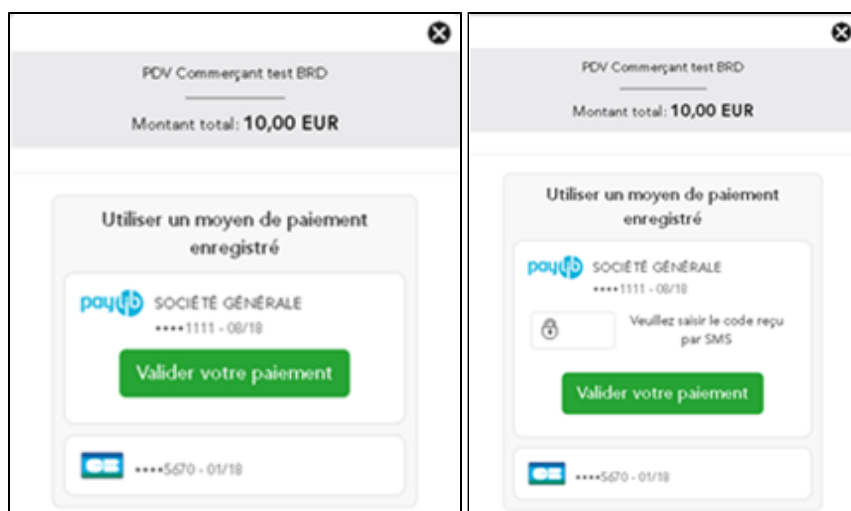 PDV Commerçant test BRD
Montant total: 10,00 EUR
Utiliser un moyen de paiement
enregistré
paylib SOCIÉTÉ GÉNÉRALE
••••1111 - 08/18
Valider votre paiement
CB ••••5670 - 01/18
PDV Commerçant test BRD
Montant total: 10,00 EUR
Utiliser un moyen de paiement
enregistré
paylib SOCIÉTÉ GÉNÉRALE
••••1111 - 08/18
Veuillez saisir le code reçu
par SMS
Valider votre paiement
CB ••••5670 - 01/18